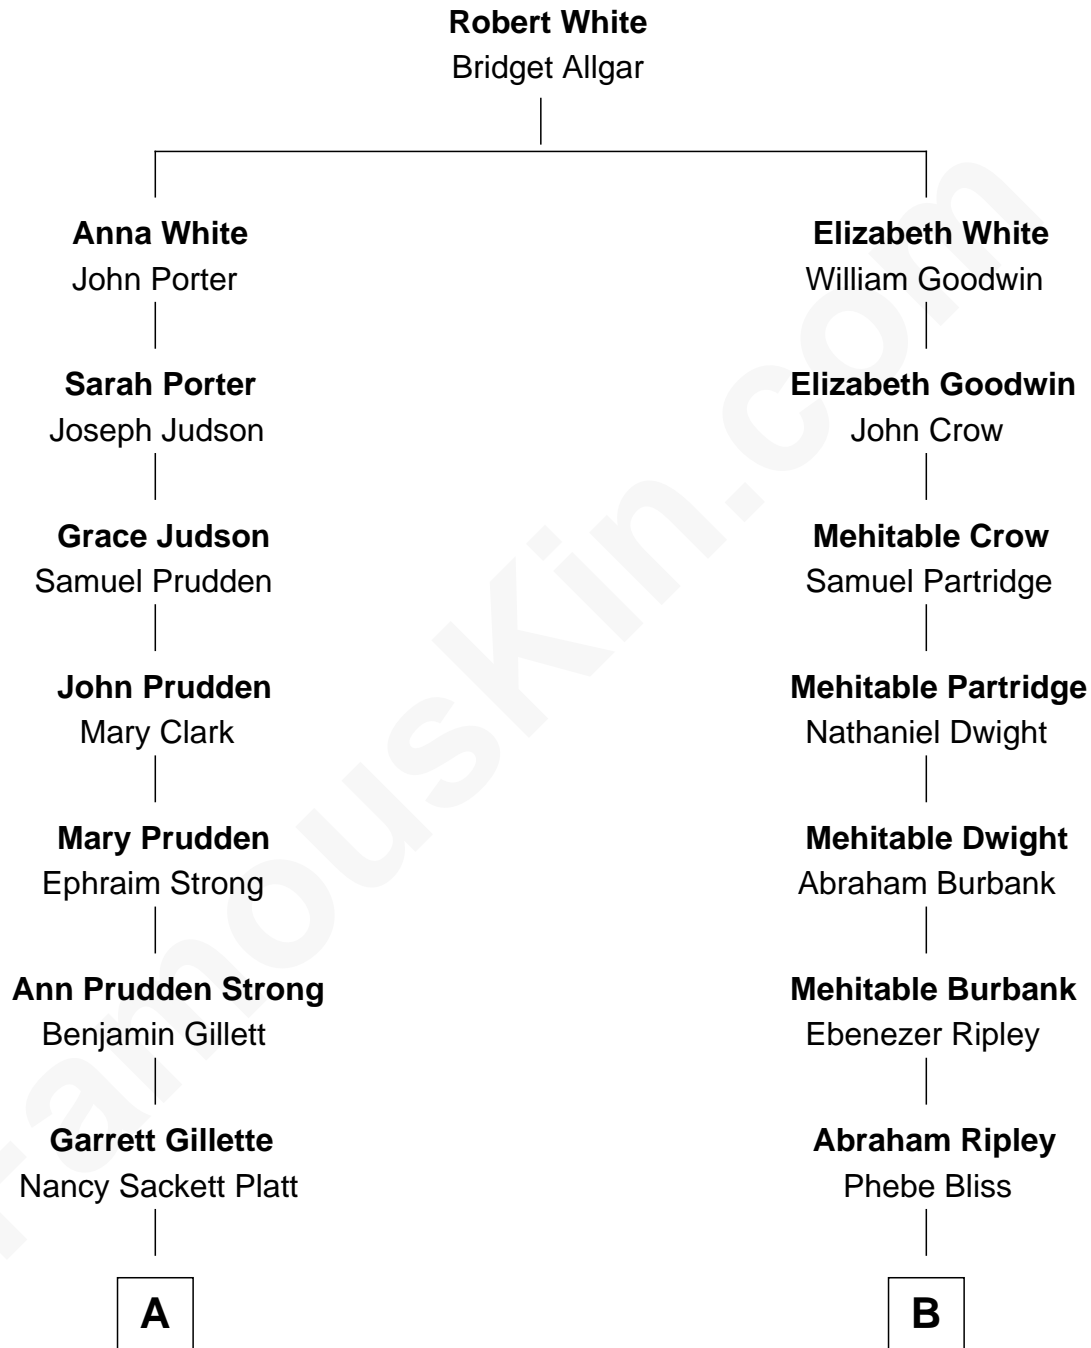 Robert White
Bridget Allgar
Anna White
John Porter
Elizabeth White
William Goodwin
Sarah Porter
Joseph Judson
Elizabeth Goodwin
John Crow
Grace Judson
Samuel Prudden
Mehitable Crow
Samuel Partridge
John Prudden
Mary Clark
Mehitable Partridge
Nathaniel Dwight
Mary Prudden
Ephraim Strong
Mehitable Dwight
Abraham Burbank
Ann Prudden Strong
Benjamin Gillett
Mehitable Burbank
Ebenezer Ripley
Garrett Gillette
Nancy Sackett Platt
Abraham Ripley
Phebe Bliss
A
B
FamousKin.com